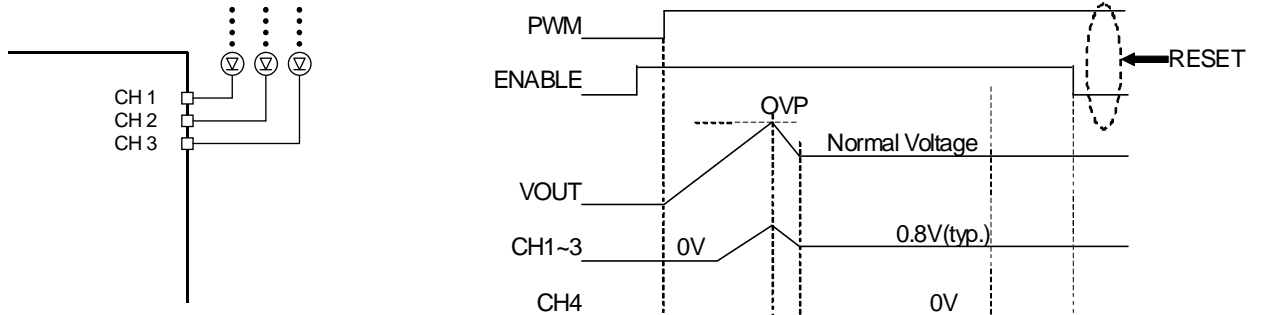 CH 1
CH 2
CH 3
PWM
RESET
ENABLE
OVP
Normal Voltage
VOUT
0.8V(typ.)
CH1~3
0V
CH4
0V